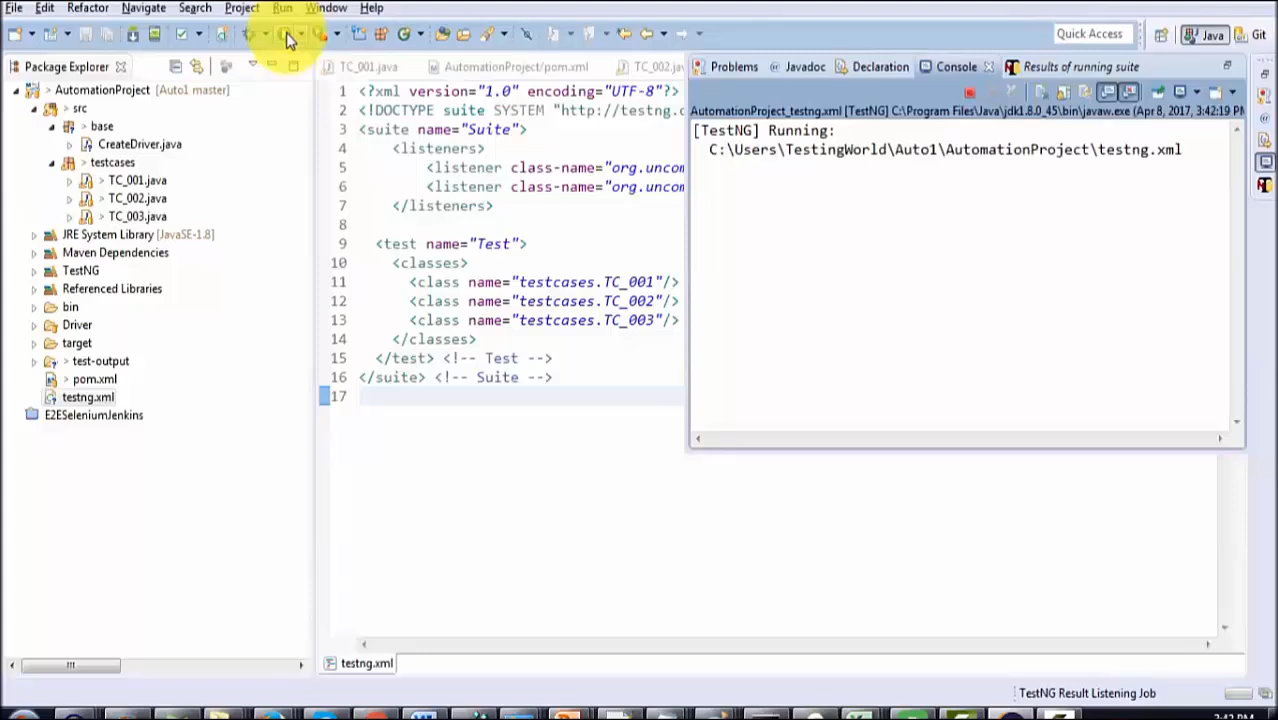 File Edit Refactor Navigate Search Project Run Window Help
Quick Access Java Git
Package Explorer
AutomationProject [Auto1 master]
src
> base
CreateDriver.java
> testcases
> TC_001.java
> TC_002.java
> TC_003.java
JRE System Library [JavaSE-1.8]
Maven Dependencies
TestNG
Referenced Libraries
bin
Driver
target
> test-output
> pom.xml
testng.xml
E2ESeleniumJenkins
TC_001.java AutomationProject/pom.xml TC_002.jav
1 <?xml version="1.0" encoding="UTF-8"?>
2 <!DOCTYPE suite SYSTEM "http://testng.c
3 <suite name="Suite">
4 <listeners>
5 <listener class-name="org.uncom
6 <listener class-name="org.uncom
7 </listeners>
8
9 <test name="Test">
10 <classes>
11 <class name="testcases.TC_001"/>
12 <class name="testcases.TC_002"/>
13 <class name="testcases.TC_003"/>
14 </classes>
15 </test> <!-- Test -->
16 </suite> <!-- Suite -->
17
testng.xml
Problems @ Javadoc Declaration Console Results of running suite
AutomationProject_testng.xml [TestNG] C:\Program Files\Java\jdk1.8.0_45\bin\javaw.exe (Apr 8, 2017, 3:42:19 PM
[TestNG] Running:
C:\Users\TestingWorld\Auto1\AutomationProject\testng.xml
TestNG Result Listening Job